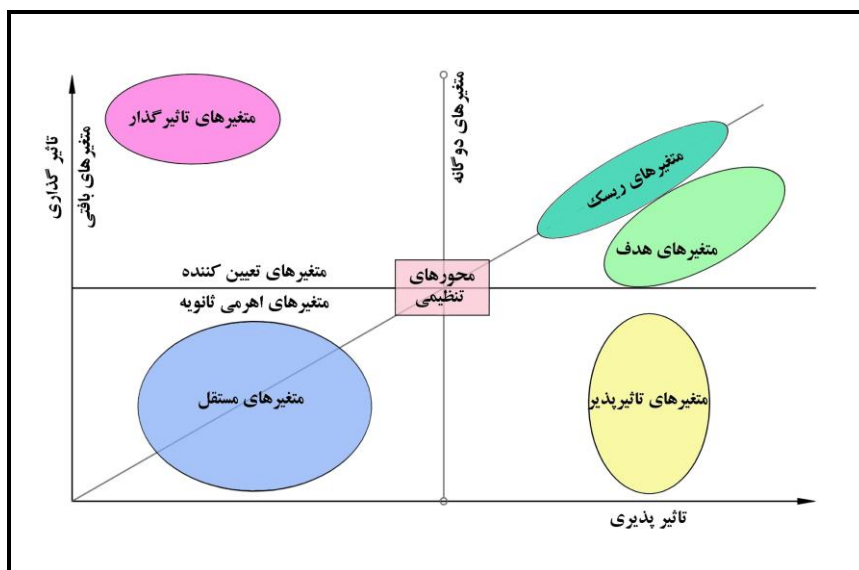 متغیرهای تاثیرگذار
متغیرهای دوگانه
تاثیر گذاری
متغیرهای بافتی
متغیرهای ریسک
متغیرهای هدف
متغیرهای تعیین کننده
محورهای
تنظیمی
متغیرهای اهرمی ثانویه
متغیرهای مستقل
متغیرهای تاثیرپذیر
تاثیر پذیری